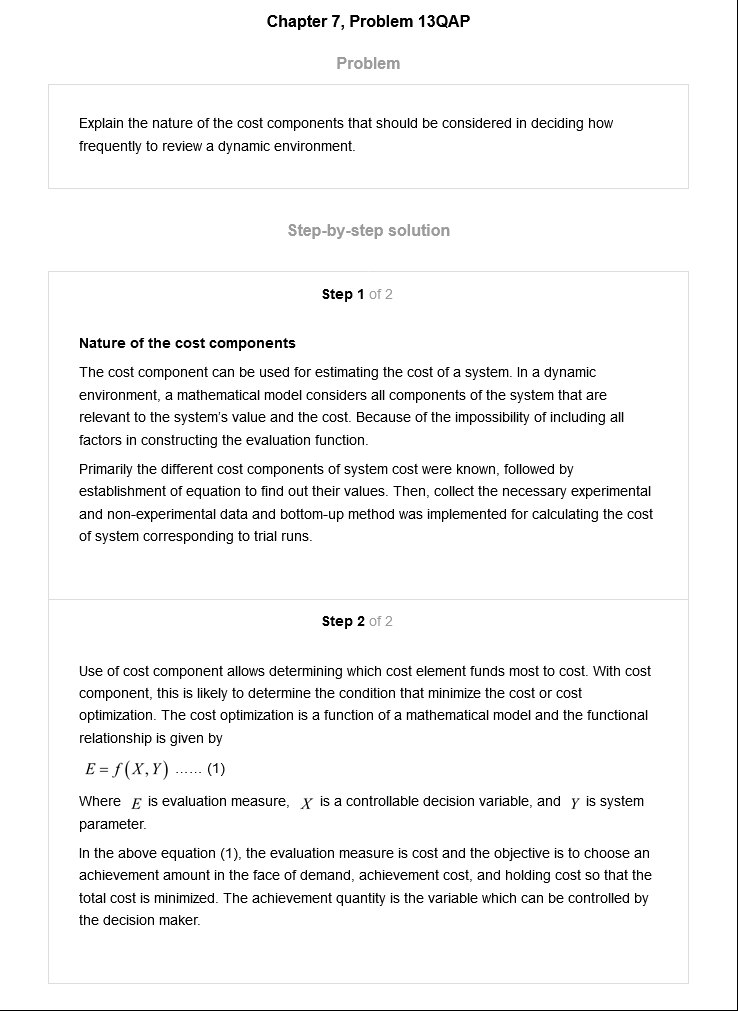 Chapter 7, Problem 13QAP
Problem
Explain the nature of the cost components that should be considered in deciding how
frequently to review a dynamic environment.
Step-by-step solution
Step 1 of 2
Nature of the cost components
The cost component can be used for estimating the cost of a system. In a dynamic
environment, a mathematical model considers all components of the system that are
relevant to the system's value and the cost. Because of the impossibility of including all
factors in constructing the evaluation function.
Primarily the different cost components of system cost were known, followed by
establishment of equation to find out their values. Then, collect the necessary experimental
and non-experimental data and bottom-up method was implemented for calculating the cost
of system corresponding to trial runs.
Step 2 of 2
Use of cost component allows determining which cost element funds most to cost. With cost
component, this is likely to determine the condition that minimize the cost or cost
optimization. The cost optimization is a function of a mathematical model and the functional
relationship is given by
E = f(X,Y) ...... (1)
Where E is evaluation measure, X is a controllable decision variable, and Y is system
parameter.
In the above equation (1), the evaluation measure is cost and the objective is to choose an
achievement amount in the face of demand, achievement cost, and holding cost so that the
total cost is minimized. The achievement quantity is the variable which can be controlled by
the decision maker.